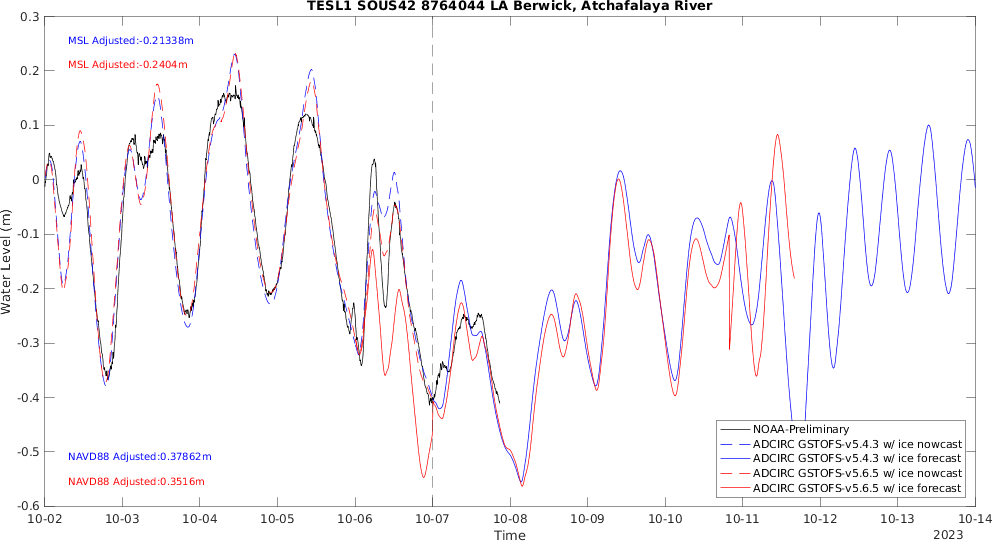 TESL1 SOUS42 8764044 LA Berwick, Atchafalaya River
0.3
MSL Adjusted:-0.21338m
MSL Adjusted:-0.2404m
0.2
0.1
0
-0.1
-0.2
-0.3
-0.4
-0.5
-0.6
Water Level (m)
NAVD88 Adjusted:0.37862m
NAVD88 Adjusted:0.3516m
NOAA-Preliminary
ADCIRC GSTOFS-v5.4.3 w/ ice nowcast
ADCIRC GSTOFS-v5.4.3 w/ ice forecast
ADCIRC GSTOFS-v5.6.5 w/ ice nowcast
ADCIRC GSTOFS-v5.6.5 w/ ice forecast
10-02 10-03 10-04 10-05 10-06 10-07 10-08 10-09 10-10 10-11 10-12 10-13 10-14
Time
2023